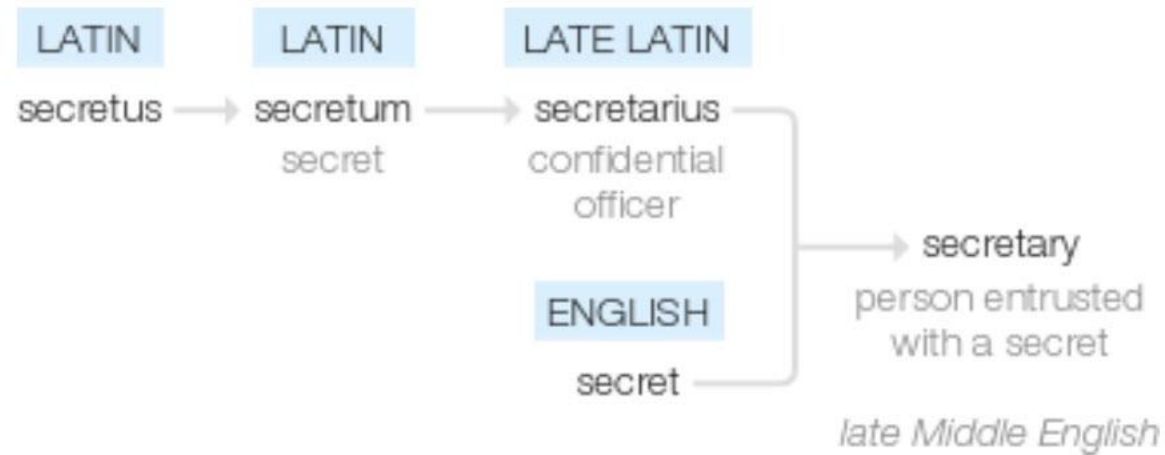 LATIN LATIN LATE LATIN
secretus secretum secretarius
secret confidential
officer
secretary
ENGLISH person entrusted
with a secret
secret
late Middle English